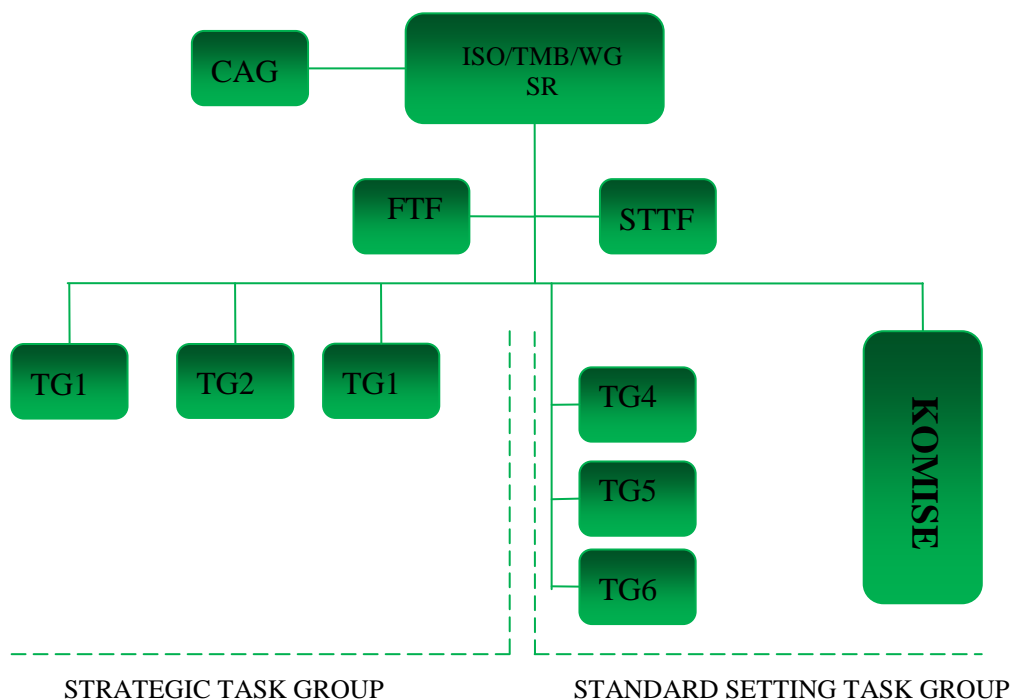 CAG
ISO/TMB/WG
SR
FTF
STTF
TG1
TG2
TG1
TG4
TG5
TG6
KOMISE
STRATEGIC TASK GROUP
STANDARD SETTING TASK GROUP